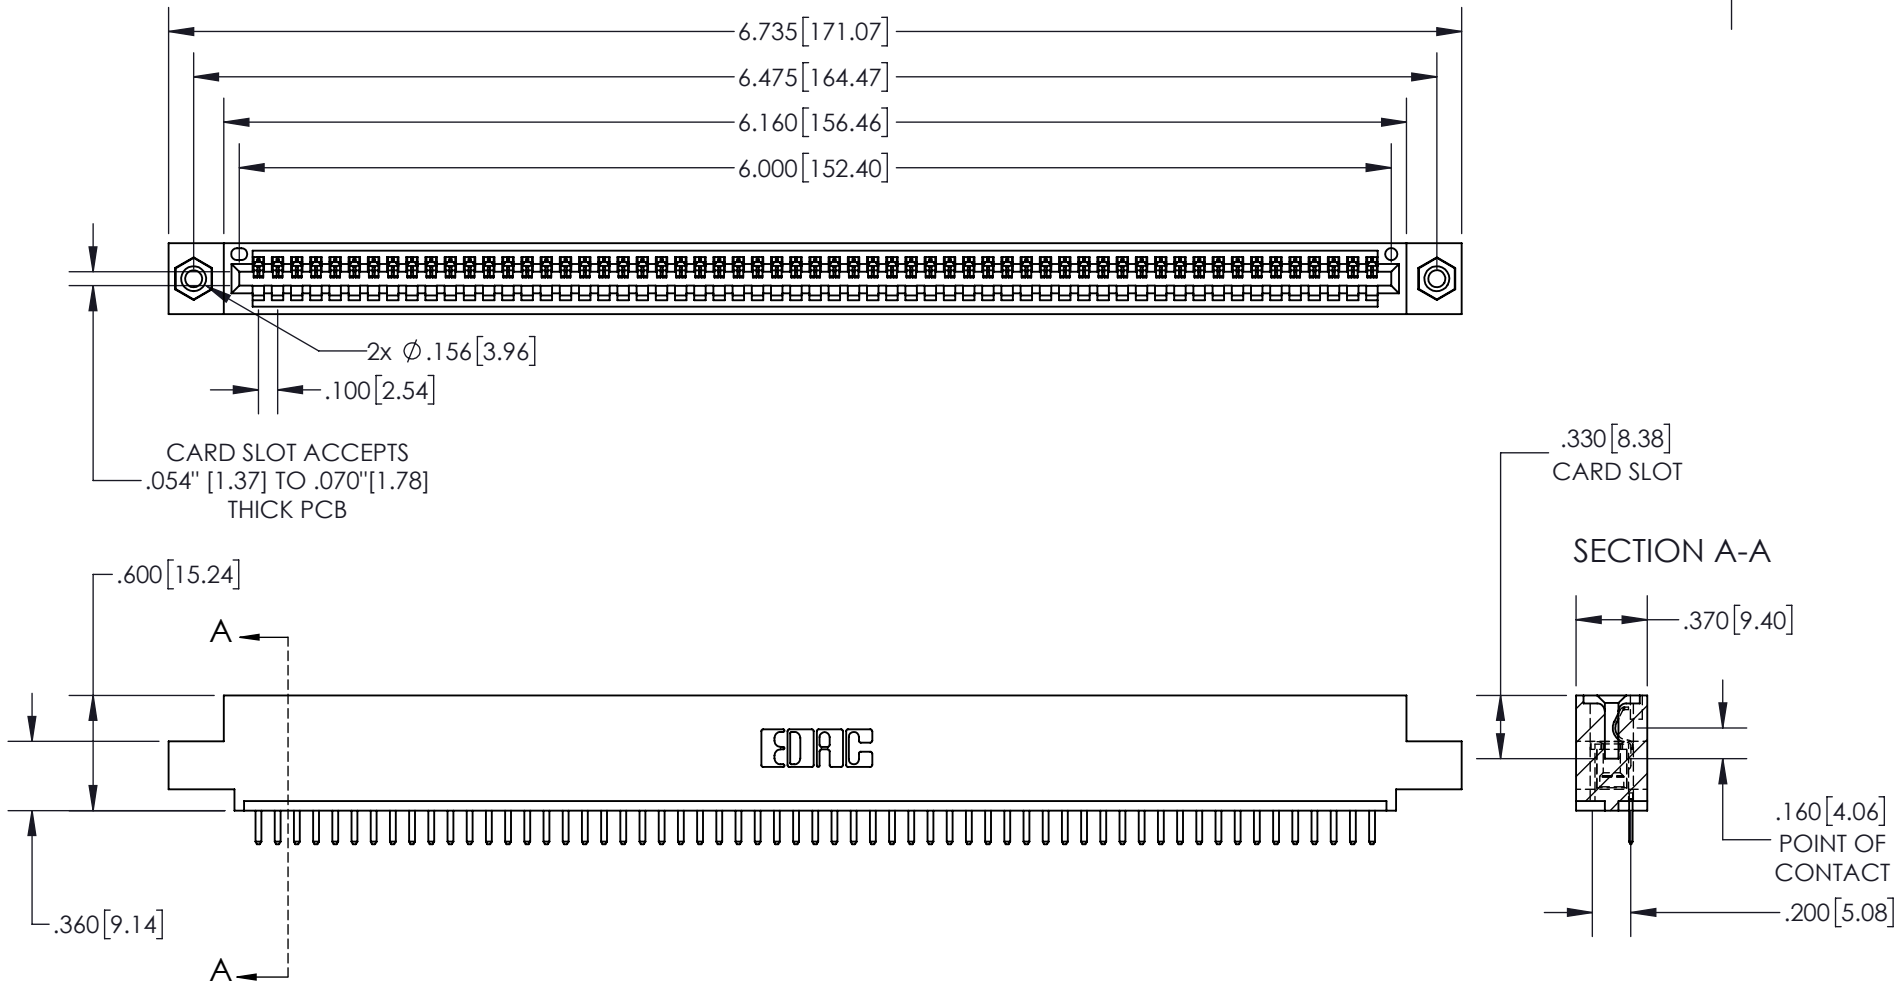 6.735[171.07]
6.475[164.47]
6.160[156.46]
6.000[152.40]
2x ∅.156[3.96]
.100[2.54]
CARD SLOT ACCEPTS
.054" [1.37] TO .070"[1.78]
THICK PCB
.330[8.38]
CARD SLOT
SECTION A-A
.600[15.24]
.370[9.40]
A
EDAC
.160[4.06]
POINT OF
CONTACT
.360[9.14]
.200[5.08]
A